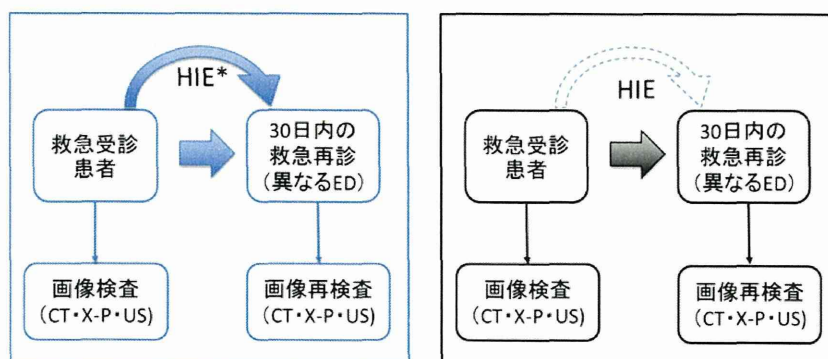 HIE*
救急受診
患者
30日内の
救急再診
(異なるED)
画像検査
(CT・X-P・US)
画像再検査
(CT・X-P・US)
HIE
救急受診
患者
30日内の
救急再診
(異なるED)
画像検査
(CT・X-P・US)
画像再検査
(CT・X-P・US)